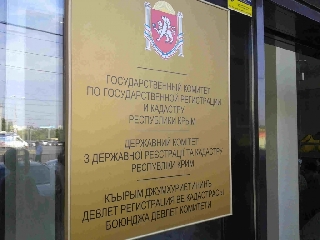 ГОСУДАРСТВЕННЫЙ КОМИТЕТ
ПО ГОСУДАРСТВЕННОЙ РЕГИСТРАЦИИ
И КАДАСТРУ
РЕСПУБЛИКИ КРЫМ
ДЕРЖАВНИЙ КОМІТЕТ
З ДЕРЖАВНОЇ РЕЄСТРАЦІЇ ТА КАДАСТРУ
РЕСПУБЛІКИ КРИМ
КЪЫРЫМ ДЖУМХУРИЕТИНИНЪ
ДЕВЛЕТ РЕГИСТРАЦИЯ ВЕ КАДАСТРАСЫ
БОЮНДЖА ДЕВЛЕТ КОМИТЕТИ